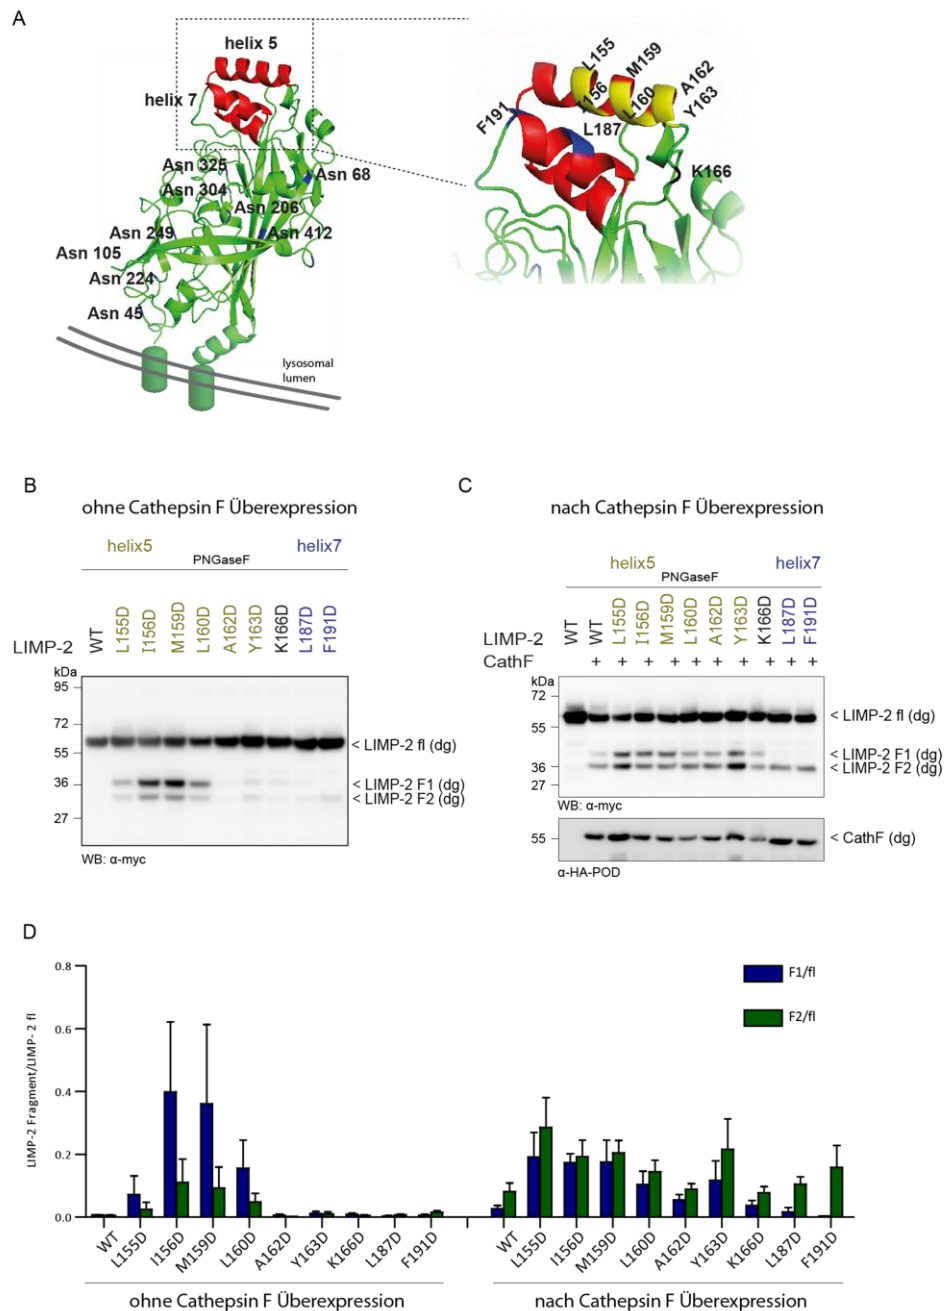 A
helix 5
helix 7
Asn 325
Asn 304
Asn 68
Asn 206
Asn 249
Asn 412
Asn 105
Asn 224
Asn 45
lysosomal
lumen
L155
M159
A162
Y163
L160
I156
L187
F191
K166
B
ohne Cathepsin F Überexpression
helix5
helix7
PNGaseF
LIMP-2 WT L155D I156D M159D L160D A162D Y163D K166D L187D F191D
kDa
95
72
55
36
27
< LIMP-2 fl (dg)
< LIMP-2 F1 (dg)
< LIMP-2 F2 (dg)
WB: α-myc
C
nach Cathepsin F Überexpression
helix5
helix7
PNGaseF
LIMP-2 WT WT L155D I156D M159D L160D A162D Y163D K166D L187D F191D
CathF + + + + + + + + + +
kDa
72
55
36
27
< LIMP-2 fl (dg)
< LIMP-2 F1 (dg)
< LIMP-2 F2 (dg)
WB: α-myc
55
< CathF (dg)
α-HA-POD
D
LIMP-2 Fragment/LIMP- 2 fl
0.8
0.6
0.4
0.2
0.0
F1/fl
F2/fl
WT L155D I156D M159D L160D A162D Y163D K166D L187D F191D
WT L155D I156D M159D L160D A162D Y163D K166D L187D F191D
ohne Cathepsin F Überexpression
nach Cathepsin F Überexpression